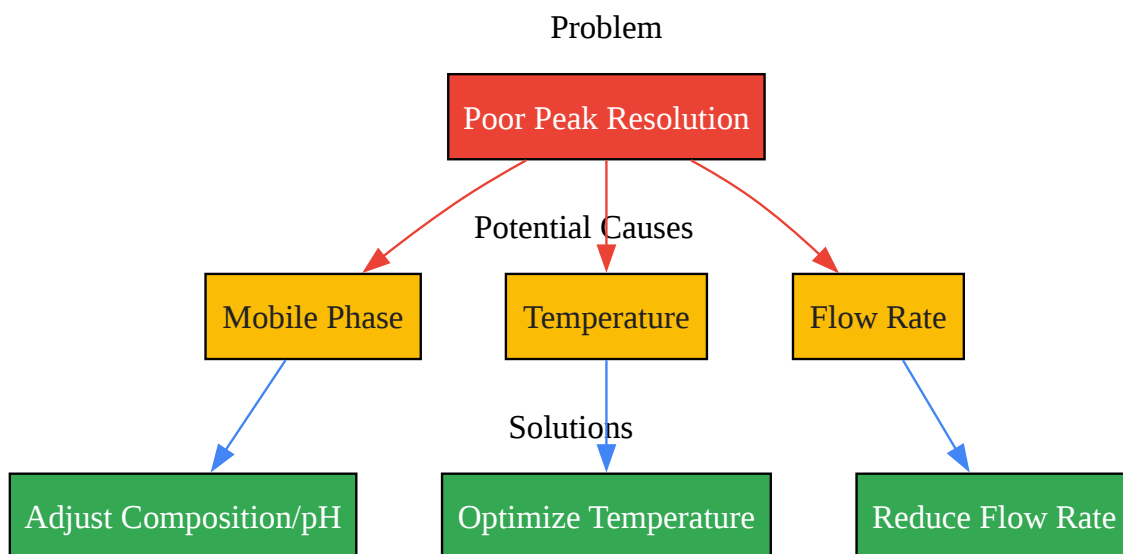 Problem
Poor Peak Resolution
Potential Causes
Mobile Phase
Temperature
Flow Rate
Solutions
Adjust Composition/pH
Optimize Temperature
Reduce Flow Rate